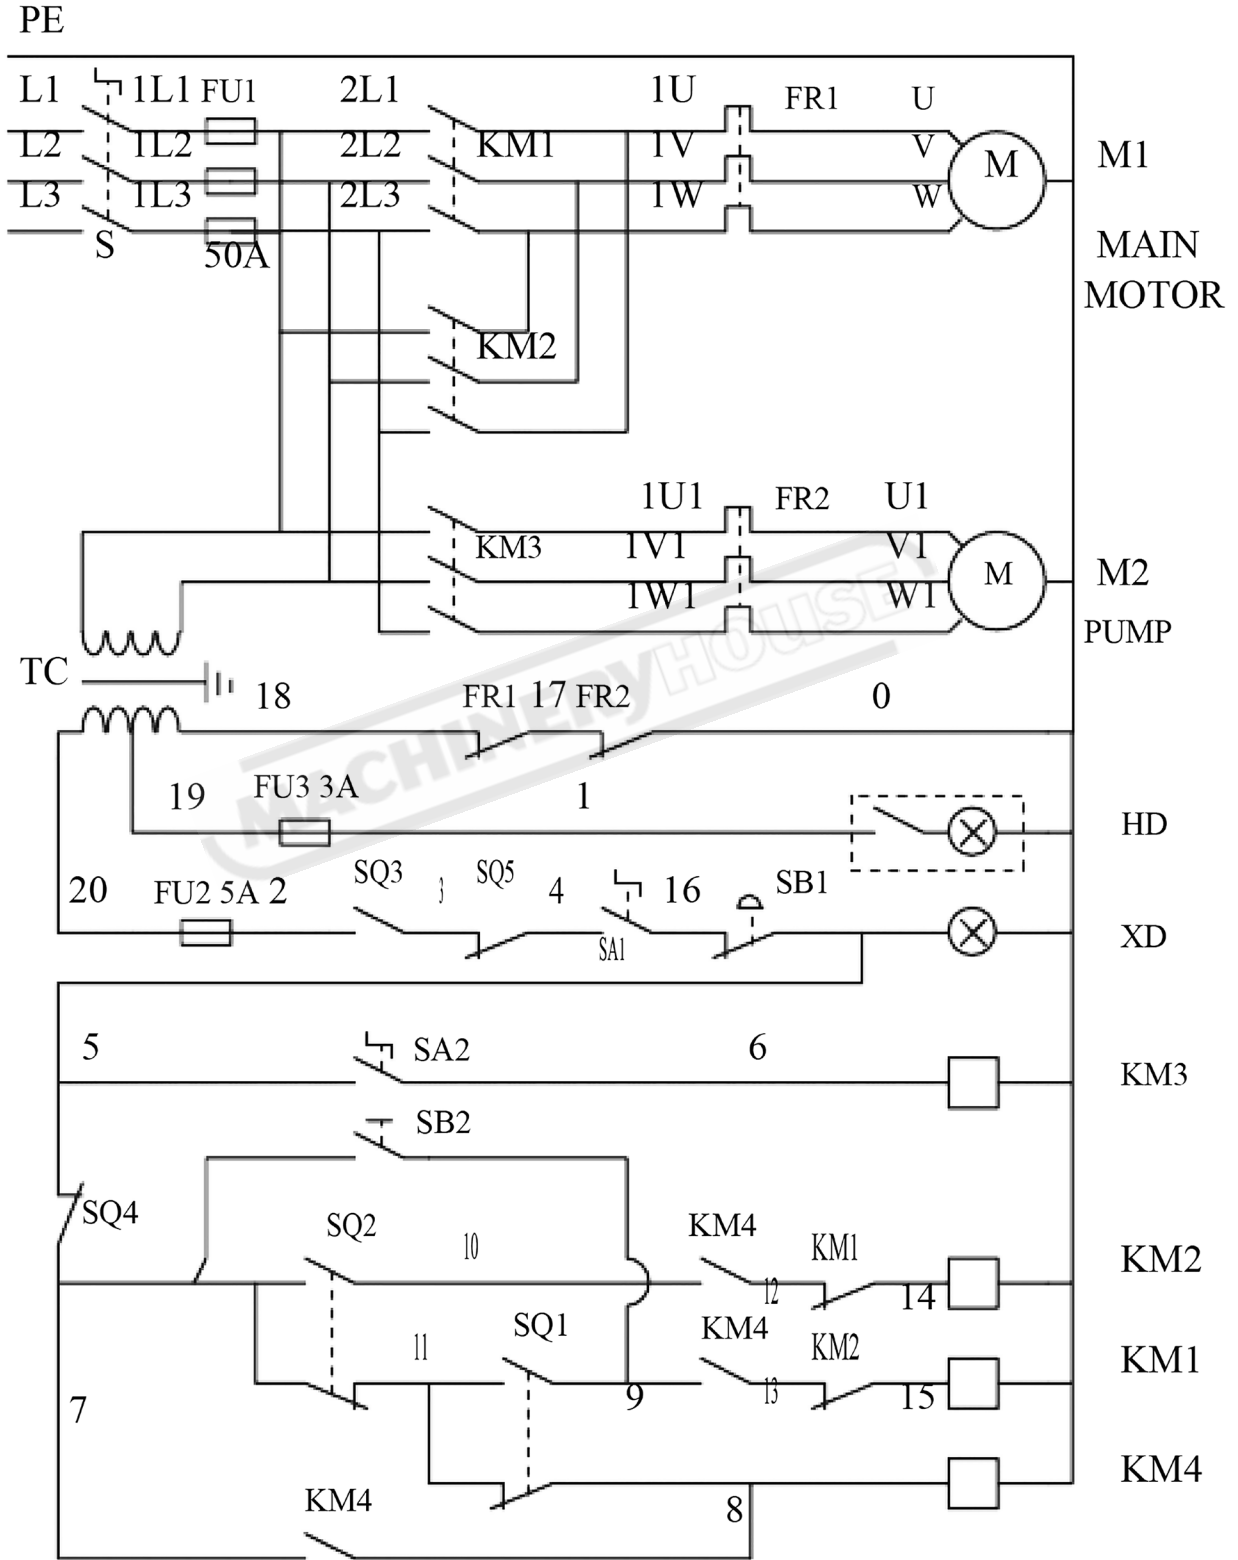 PE
L1 1L1 FU1 2L1 1U FR1 U
L2 1L2 2L2 KM1 1V V M M1
L3 1L3 2L3 1W W
S 50A MAIN
MOTOR
KM2
1U1 FR2 U1
KM3 1V1 V1 M M2
1W1 W1
PUMP
MACHINERYHOUSE
TC
18 FR1 17 FR2 0
19 FU3 3A 1 HD
20 FU2 5A 2 SQ3 3 SQ5 4 SA1 16 SB1 XD
5 SA2 6 KM3
SB2
SQ4 SQ2 10 KM4 12 KM1 14 KM2
7 11 SQ1 9 KM4 13 KM2 15 KM1
KM4 8 KM4